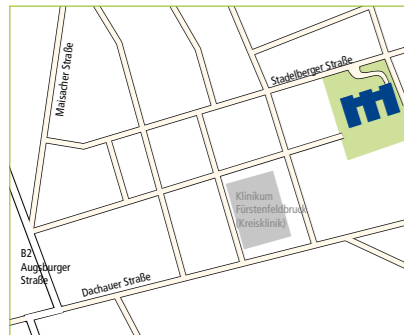 Maisacher Straße
Stadelberger Straße
Klinikum
Fürstenfeldbruck
(Kreisklinik)
B2
Augsburger
Straße
Dachauer Straße